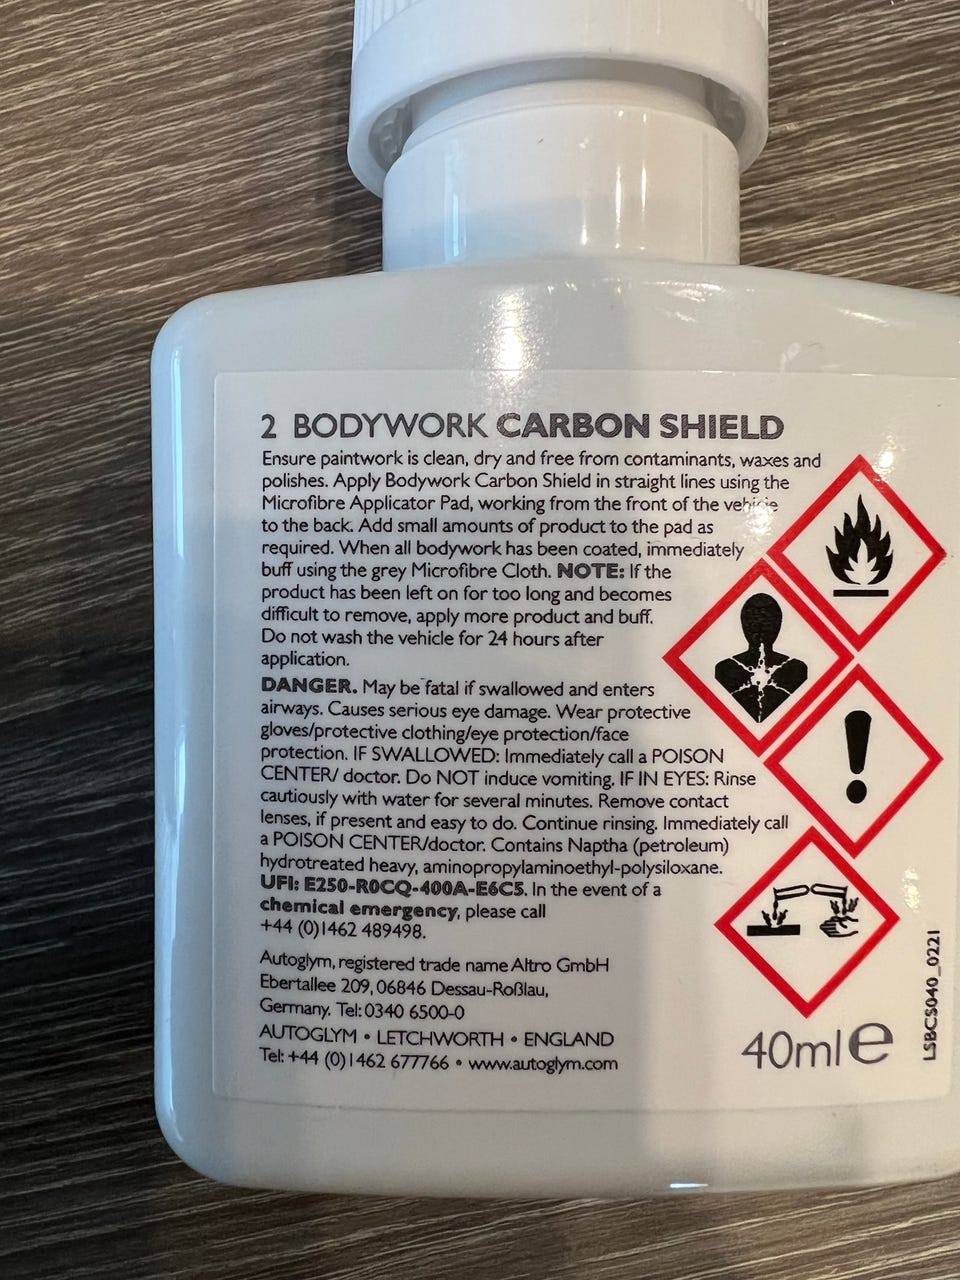 2 BODYWORK CARBON SHIELD
Ensure paintwork is clean, dry and free from contaminants, waxes and
polishes. Apply Bodywork Carbon Shield in straight lines using the
Microfibre Applicator Pad, working from the front of the vehicle
to the back. Add small amounts of product to the pad as
required. When all bodywork has been coated, immediately
buff using the grey Microfibre Cloth. NOTE: If the
product has been left on for too long and becomes
difficult to remove, apply more product and buff.
Do not wash the vehicle for 24 hours after
application.
DANGER. May be fatal if swallowed and enters
airways. Causes serious eye damage. Wear protective
gloves/protective clothing/eye protection/face
protection. IF SWALLOWED: Immediately call a POISON
CENTER/ doctor. Do NOT induce vomiting. IF IN EYES: Rinse
cautiously with water for several minutes. Remove contact
lenses, if present and easy to do. Continue rinsing. Immediately call
a POISON CENTER/doctor. Contains Naptha (petroleum)
hydrotreated heavy, aminopropylaminoethyl-polysiloxane.
UFI: E250-R0CQ-400A-E6C5. In the event of a
chemical emergency, please call
+44 (0)1462 489498.
Autoglym, registered trade name Altro GmbH
Ebertallee 209, 06846 Dessau-Roßlau,
Germany. Tel: 0340 6500-0
AUTOGLYM • LETCHWORTH • ENGLAND
Tel: +44 (0)1462 677766 • www.autoglym.com
40ml e
LSBCS040_0221